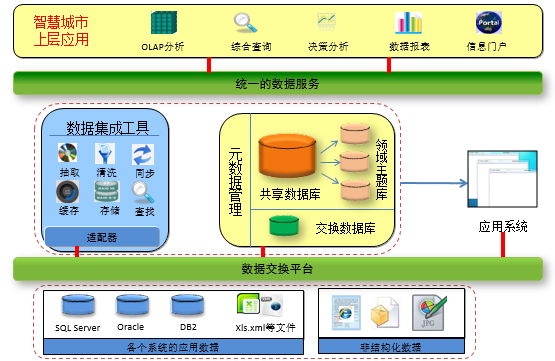 智慧城市
上层应用
OLAP分析
综合查询
决策分析
数据报表
Portal
信息门户
统一的数据服务
数据集成工具
抽取
清洗
同步
缓存
存储
查找
适配器
元数据管理
共享数据库
领域主题库
交换数据库
应用系统
数据交换平台
SQL Server
Oracle
DB2
Xls.xml等文件
各个系统的应用数据
JPG
非结构化数据